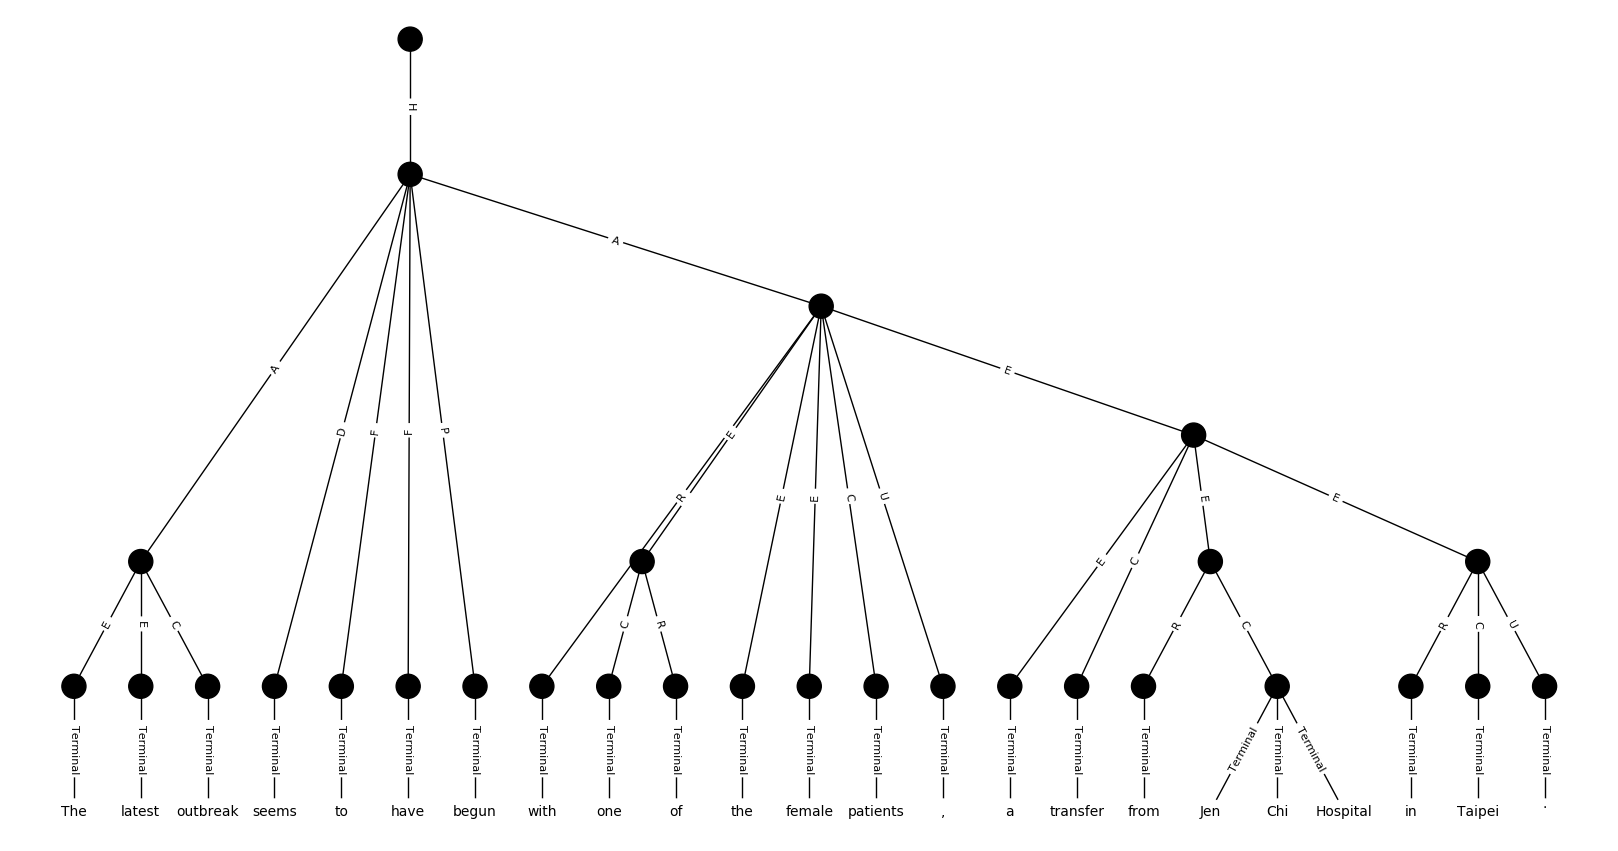 H
A
A
E
D
F
F
P
E
R
E
E
C
U
E
E
E
C
E
E
C
C
R
R
C
R
C
U
Terminal Terminal Terminal Terminal Terminal Terminal Terminal Terminal Terminal Terminal Terminal Terminal Terminal Terminal Terminal Terminal Terminal Terminal Terminal Terminal Terminal Terminal Terminal
The latest outbreak seems to have begun with one of the female patients , a transfer from Jen Chi Hospital in Taipei .